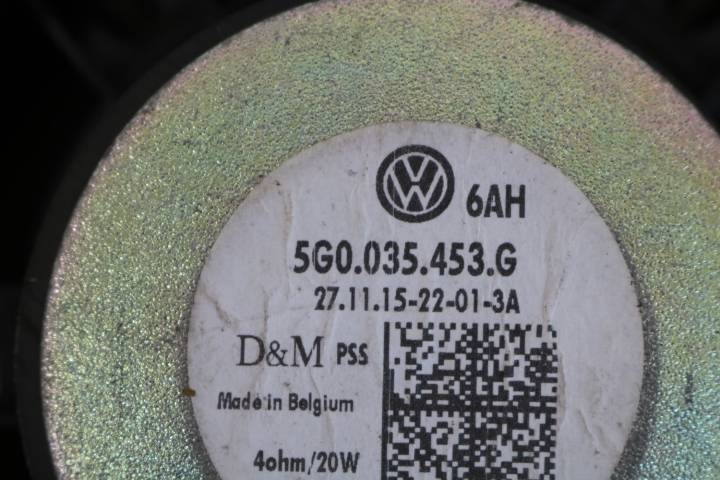 6AH
5G0.035.453.G
27.11.15-22-01-3A
D&M PSS
Made in Belgium
4ohm/20W